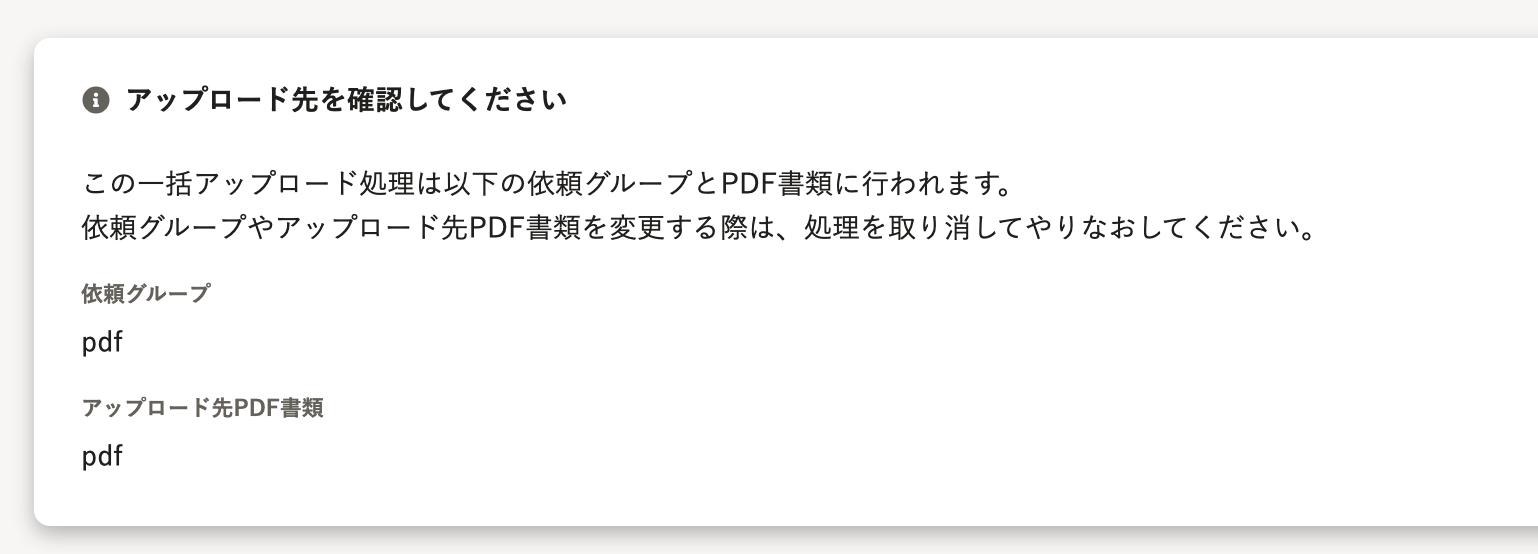 アップロード先を確認してください
この一括アップロード処理は以下の依頼グループとPDF書類に行われます。
依頼グループやアップロード先PDF書類を変更する際は、処理を取り消してやりなおしてください。
依頼グループ
pdf
アップロード先PDF書類
pdf